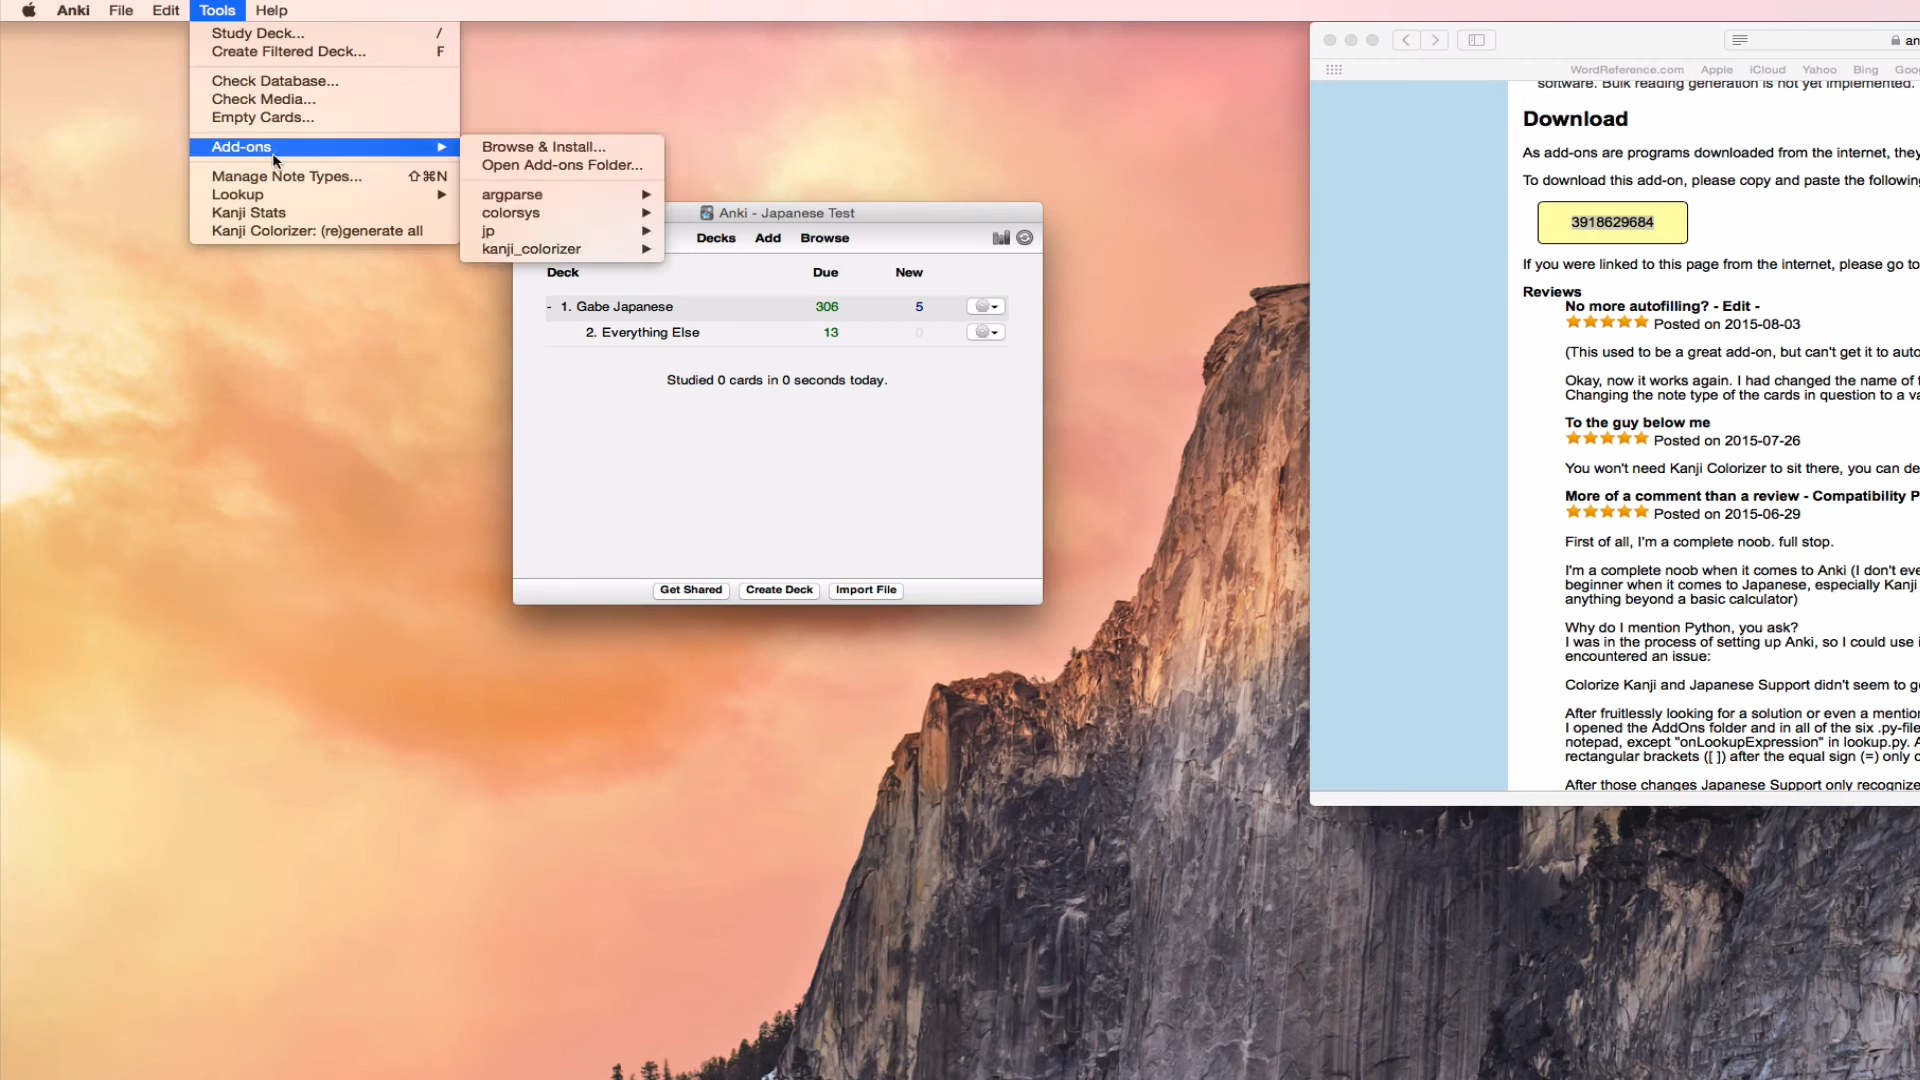 Anki File Edit Tools Help
Study Deck... /
Create Filtered Deck... F
Check Database...
Check Media...
Empty Cards...
Add-ons
Manage Note Types... ⇧⌘N
Lookup
Kanji Stats
Kanji Colorizer: (re)generate all
Browse & Install...
Open Add-ons Folder...
argparse
colorsys
jp
kanji_colorizer
Anki - Japanese Test
Decks Add Browse
Deck Due New
- 1. Gabe Japanese 306 5
2. Everything Else 13 0
Studied 0 cards in 0 seconds today.
Get Shared Create Deck Import File
WordReference.com Apple iCloud Yahoo Bing
software. Bulk reading generation is not yet implemented.
Download
As add-ons are programs downloaded from the internet, they
To download this add-on, please copy and paste the following
3918629684
If you were linked to this page from the internet, please go to
Reviews
No more autofilling? - Edit -
Posted on 2015-08-03
(This used to be a great add-on, but can't get it to
Okay, now it works again. I had changed the name of
Changing the note type of the cards in question to a
To the guy below me
Posted on 2015-07-26
You won't need Kanji Colorizer to sit there, you can
More of a comment than a review - Compatibility
Posted on 2015-06-29
First of all, I'm a complete noob. full stop.
I'm a complete noob when it comes to Anki (I don't
beginner when it comes to Japanese, especially Kanji
anything beyond a basic calculator)
Why do I mention Python, you ask?
I was in the process of setting up Anki, so I could use
encountered an issue:
Colorize Kanji and Japanese Support didn't seem to
After fruitlessly looking for a solution or even a
I opened the AddOns folder and in all of the six
notepad, except "onLookupExpression" in lookup.py.
rectangular brackets ([ ]) after the equal sign (=) only
After those changes Japanese Support only